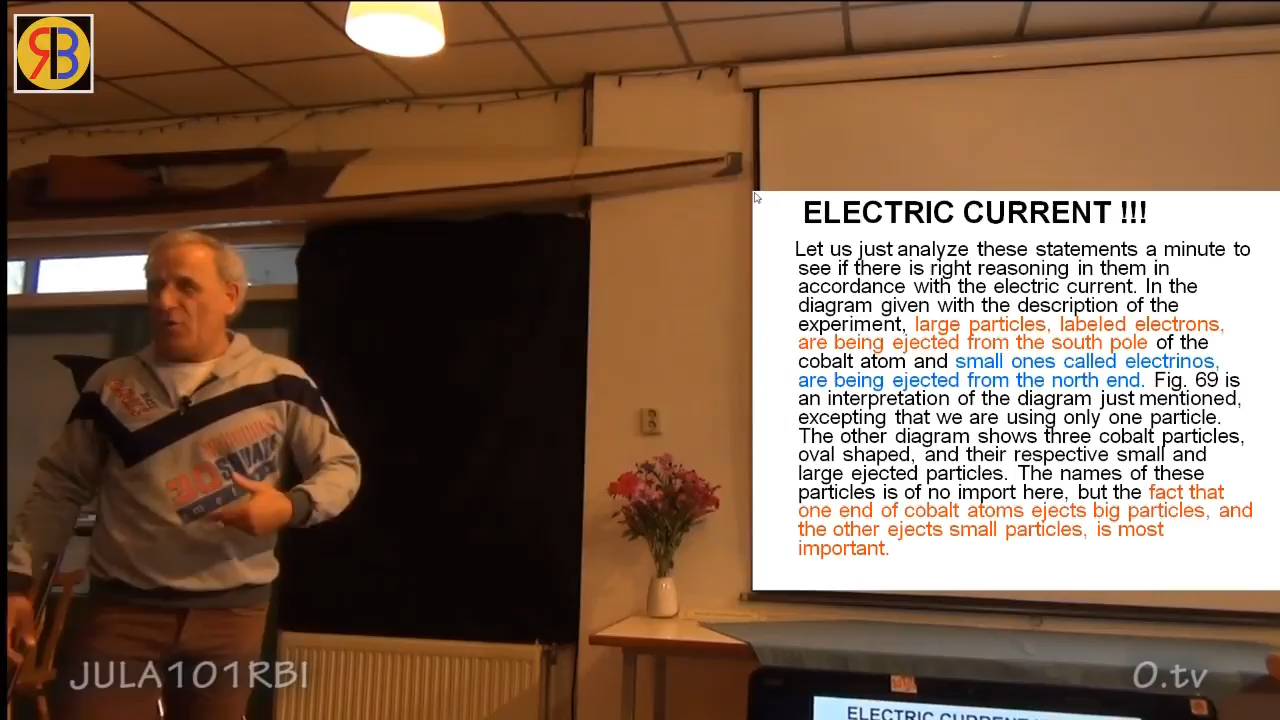 RB
ELECTRIC CURRENT !!!
Let us just analyze these statements a minute to
see if there is right reasoning in them in
accordance with the electric current. In the
diagram given with the description of the
experiment, large particles, labeled electrons,
are being ejected from the south pole of the
cobalt atom and small ones called electrinos,
are being ejected from the north end. Fig. 69 is
an interpretation of the diagram just mentioned,
excepting that we are using only one particle.
The other diagram shows three cobalt particles,
oval shaped, and their respective small and
large ejected particles. The names of these
particles is of no import here, but the fact that
one end of cobalt atoms ejects big particles, and
the other ejects small particles, is most
important.
JULA101RBI
O.tv
ELECTRIC CURRENT